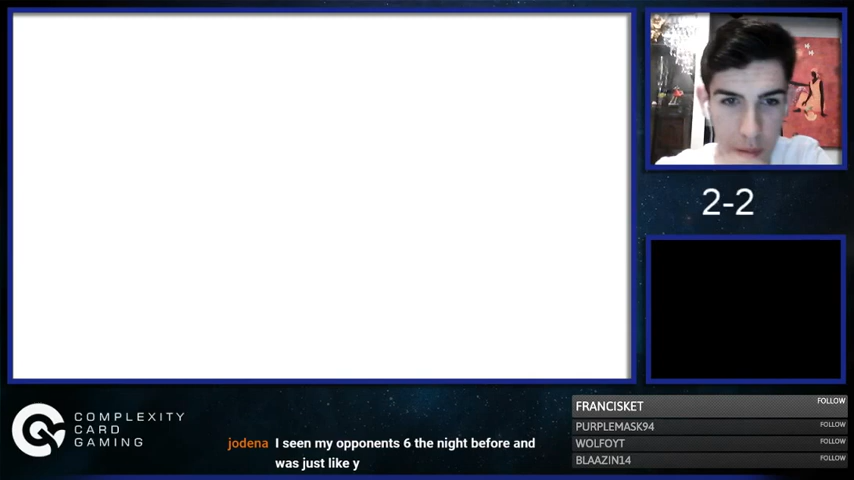 2-2
COMPLEXITY
CARD
GAMING
jodena I seen my opponents 6 the night before and
was just like y
FRANCISKET FOLLOW
PURPLEMASK94 FOLLOW
WOLFOYT FOLLOW
BLAAZIN14 FOLLOW